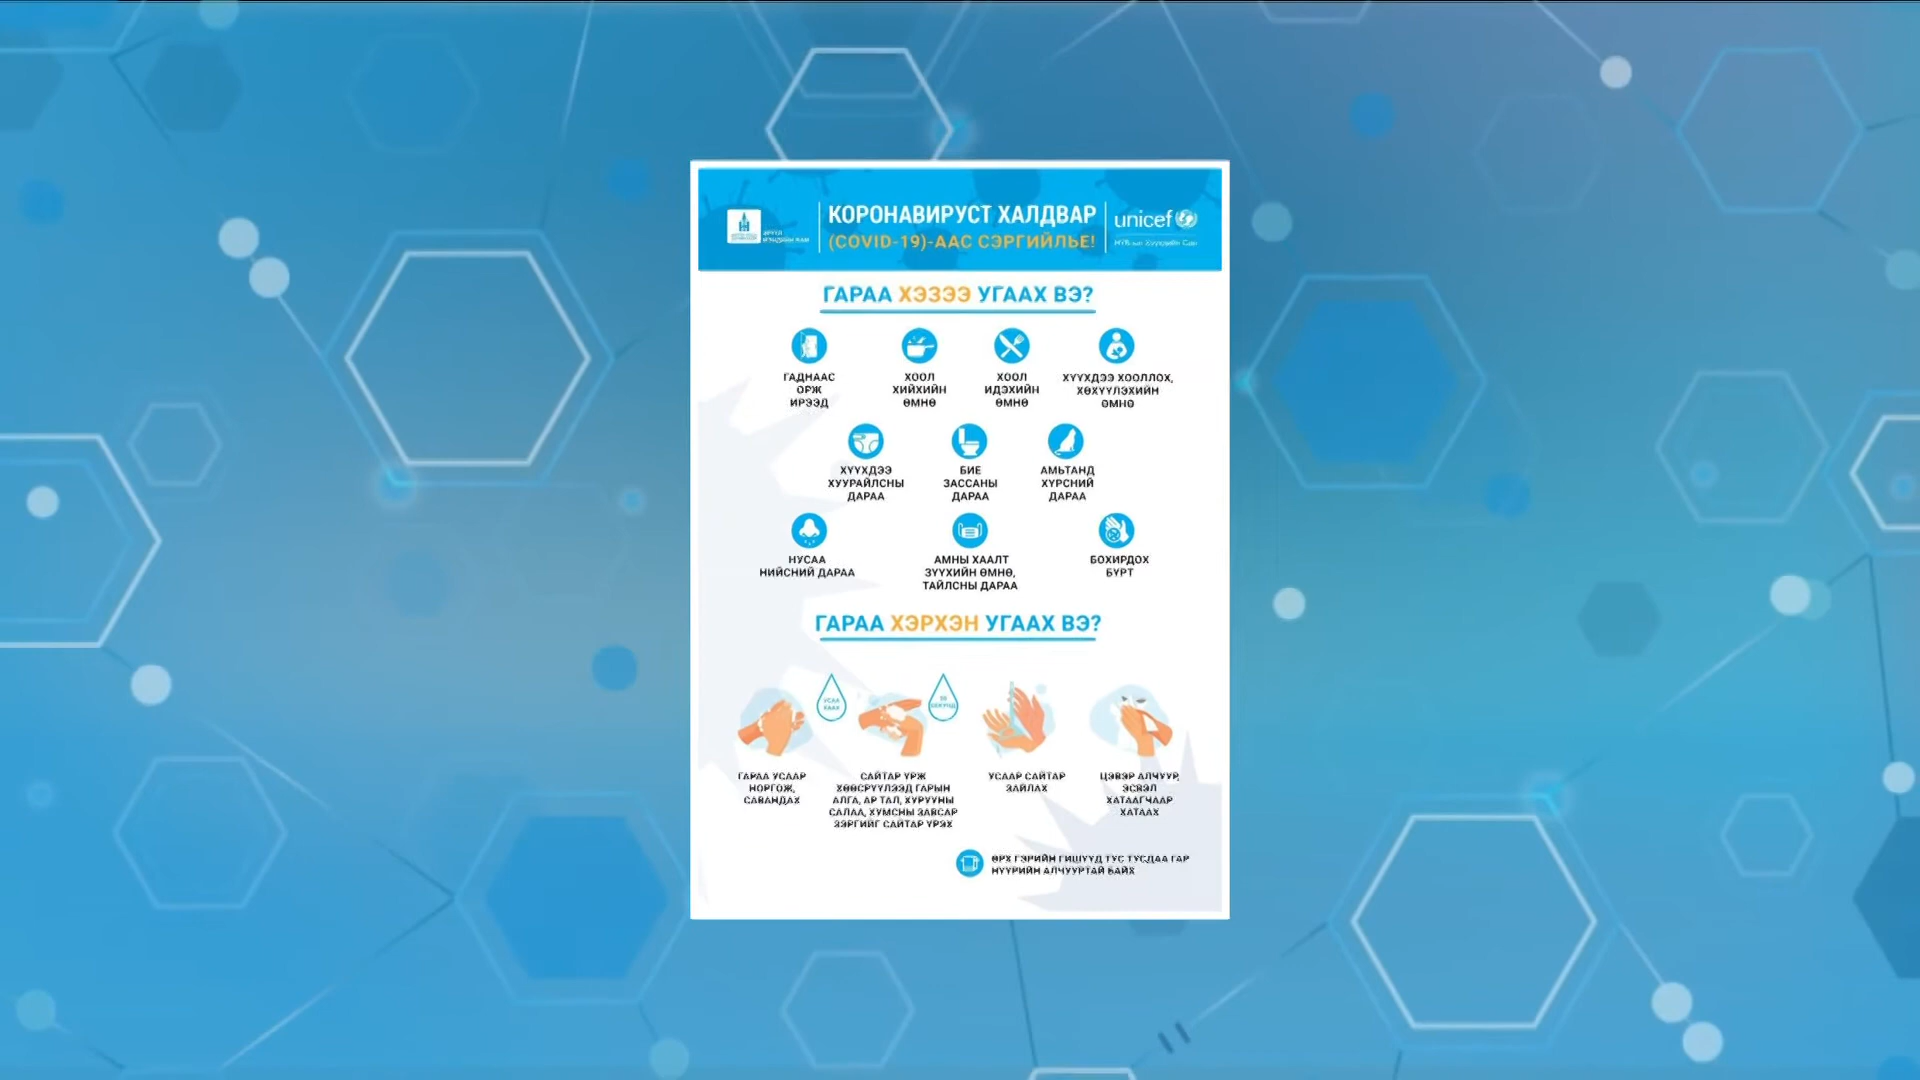 КОРОНАВИРУСТ ХАЛДВАР
(COVID-19)-ААС СЭРГИЙЛЬЕ!
unicef
ГАРАА ХЭЗЭЭ УГААХ ВЭ?
ГАДНААС
ОРЖ
ИРЭЭД
ХООЛ
ХИЙХИЙН
ӨМНӨ
ХООЛ
ИДЭХИЙН
ӨМНӨ
ХҮҮХДЭЭ ХООЛЛОХ,
ХӨХҮҮЛЭХИЙН
ӨМНӨ
ХҮҮХДЭЭ
ХУУРАЙЛСНЫ
ДАРАА
БИЕ
ЗАССАНЫ
ДАРАА
АМЬТАНД
ХҮРСНИЙ
ДАРАА
НУСАА
НИЙСНИЙ ДАРАА
АМНЫ ХААЛТ
ЗҮҮХИЙН ӨМНӨ,
ТАЙЛСНЫ ДАРАА
БОХИРДОХ
БҮРТ
ГАРАА ХЭРХЭН УГААХ ВЭ?
ГАРАА УСААР
НОРГОЖ,
САВАНДАХ
САЙТАР ҮРЖ
ХӨӨСРҮҮЛЭЭД ГАРЫН
АЛГА, АР ТАЛ, ХУРУУНЫ
САЛАА, ХУМСНЫ ЗАВСАР
ЗЭРГИЙГ САЙТАР ҮРЭХ
УСААР САЙТАР
ЗАЙЛАХ
ЦЭВЭР АЛЧУУР,
ЭСВЭЛ
ХАТААГЧААР
ХАТААХ
ӨРХ ГЭРИЙН ГИШҮҮД ТУС ТУСДАА ГАР
НҮҮРИЙН АЛЧУУРТАЙ БАЙХ